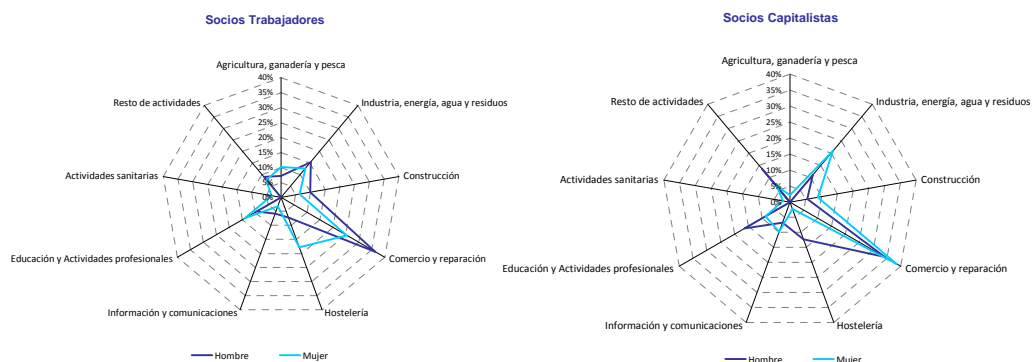 Socios Trabajadores
Agricultura, ganadería y pesca
40%
35%
30%
25%
20%
15%
10%
5%
0%
Industria, energía, agua y residuos
Construcción
Comercio y reparación
Hostelería
Información y comunicaciones
Educación y Actividades profesionales
Actividades sanitarias
Resto de actividades
Hombre
Mujer
Socios Capitalistas
Agricultura, ganadería y pesca
40%
35%
30%
25%
20%
15%
10%
5%
0%
Industria, energía, agua y residuos
Construcción
Comercio y reparación
Hostelería
Información y comunicaciones
Educación y Actividades profesionales
Actividades sanitarias
Resto de actividades
Hombre
Mujer